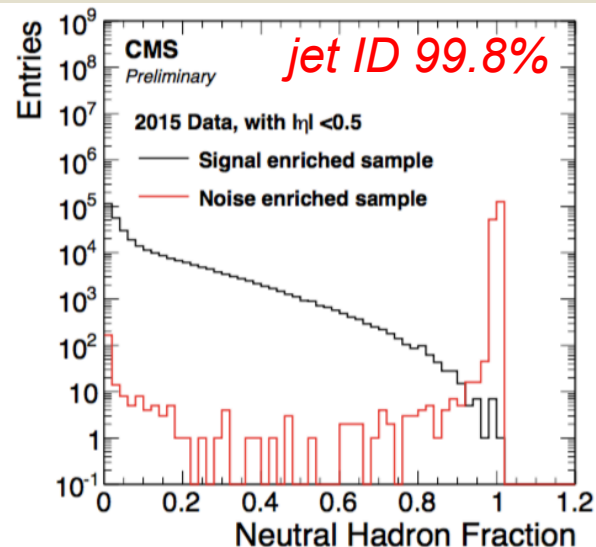 Entries
10⁹
10⁸
10⁷
10⁶
10⁵
10⁴
10³
10²
10
1
10⁻¹
CMS
Preliminary
jet ID 99.8%
2015 Data, with |η| <0.5
Signal enriched sample
Noise enriched sample
0 0.2 0.4 0.6 0.8 1 1.2
Neutral Hadron Fraction